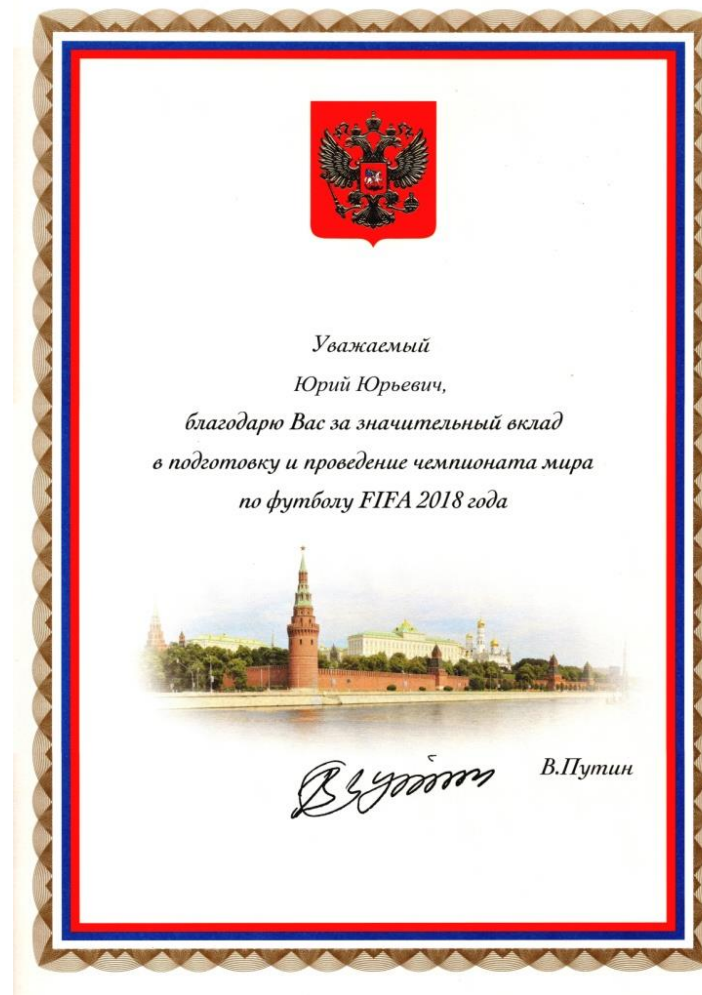 Уважаемый
Юрий Юрьевич,
благодарю Вас за значительный вклад
в подготовку и проведение чемпионата мира
по футболу FIFA 2018 года
В.Путин